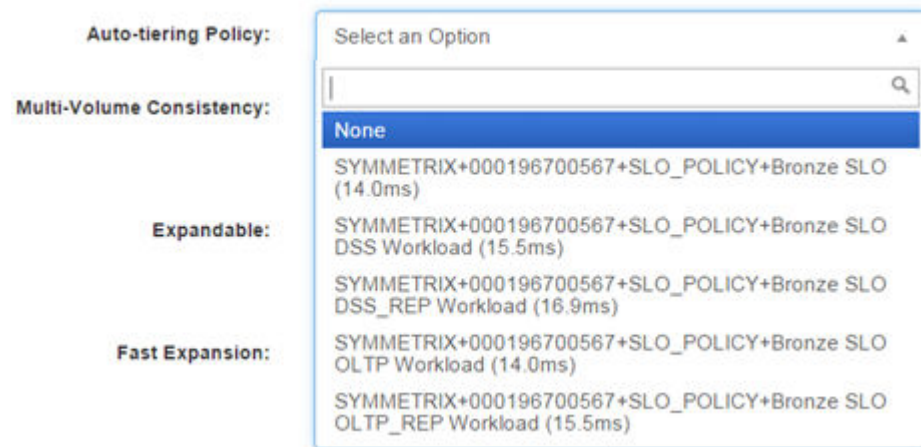 Auto-tiering Policy:
Select an Option
Multi-Volume Consistency:
None
SYMMETRIX+000196700567+SLO_POLICY+Bronze SLO
(14.0ms)
Expandable:
SYMMETRIX+000196700567+SLO_POLICY+Bronze SLO
DSS Workload (15.5ms)
SYMMETRIX+000196700567+SLO_POLICY+Bronze SLO
DSS_REP Workload (16.9ms)
Fast Expansion:
SYMMETRIX+000196700567+SLO_POLICY+Bronze SLO
OLTP Workload (14.0ms)
SYMMETRIX+000196700567+SLO_POLICY+Bronze SLO
OLTP_REP Workload (15.5ms)